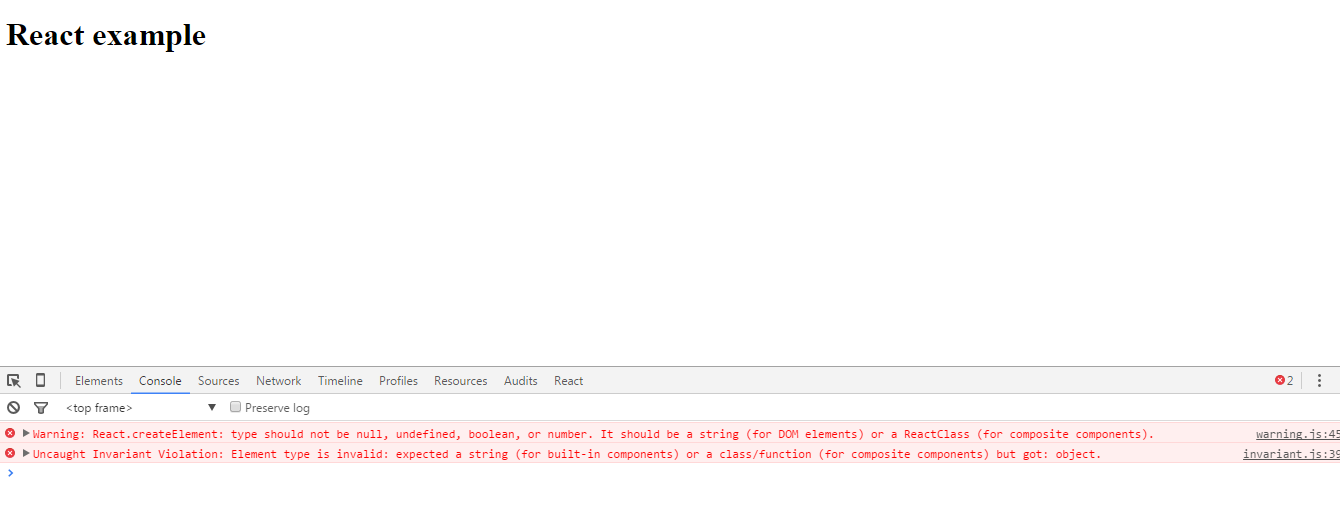 React example
Elements Console Sources Network Timeline Profiles Resources Audits React 2
<top frame> Preserve log
Warning: React.createElement: type should not be null, undefined, boolean, or number. It should be a string (for DOM elements) or a ReactClass (for composite components). warning.js:45
Uncaught Invariant Violation: Element type is invalid: expected a string (for built-in components) or a class/function (for composite components) but got: object. invariant.js:39